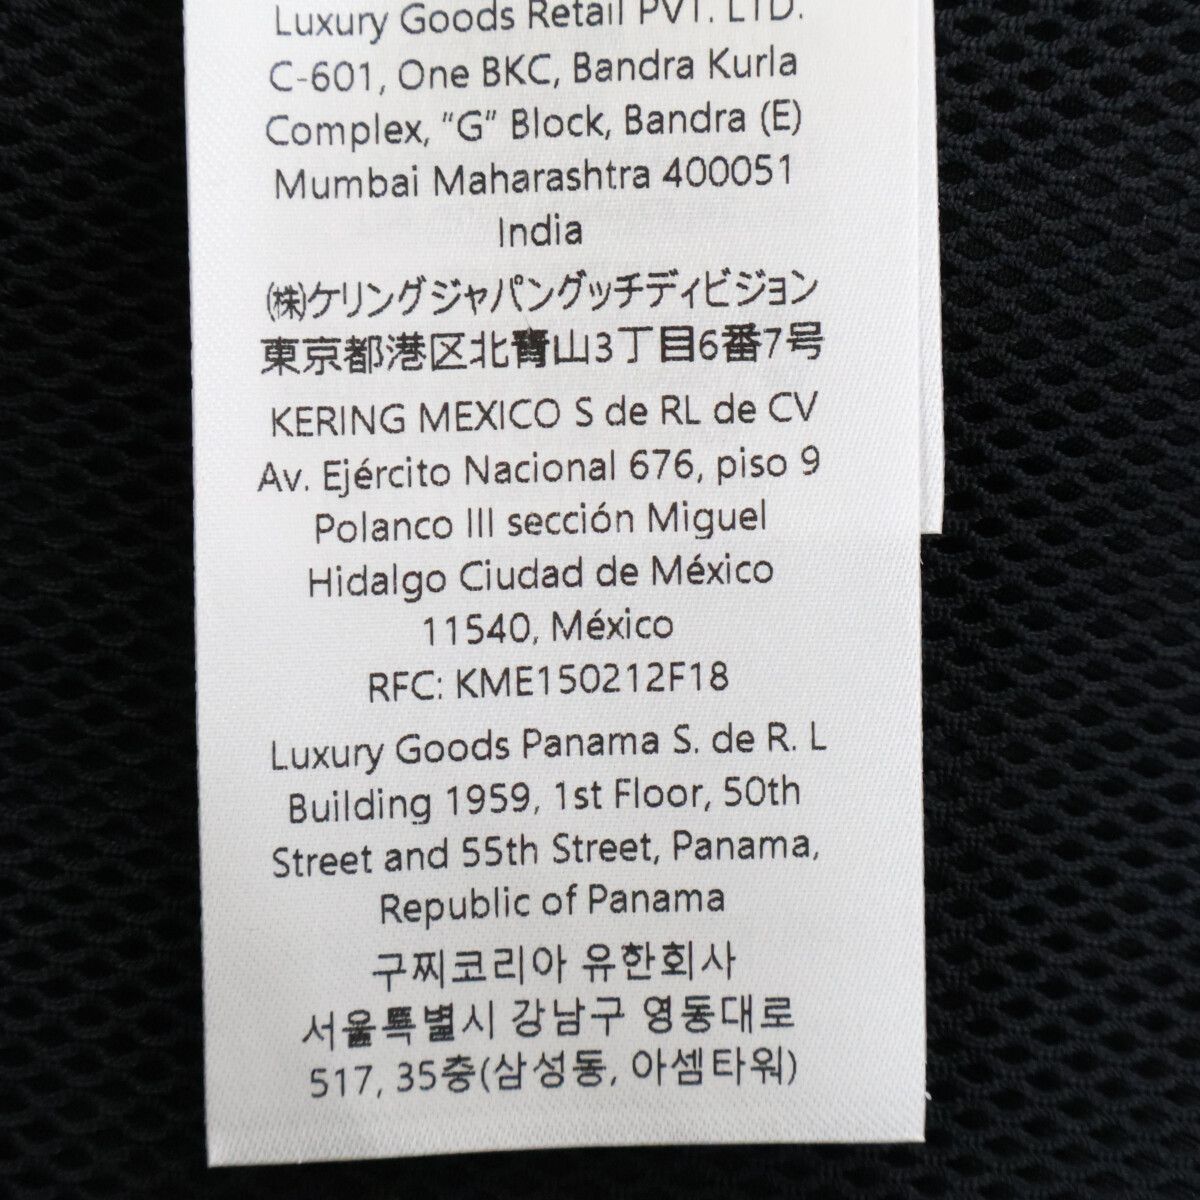 Luxury Goods Retail PVT. LTD.
C-601, One BKC, Bandra Kurla
Complex, "G" Block, Bandra (E)
Mumbai Maharashtra 400051
India
㈱ケリングジャパングッチディビジョン
東京都港区北青山3丁目6番7号
KERING MEXICO S de RL de CV
Av. Ejército Nacional 676, piso 9
Polanco III sección Miguel
Hidalgo Ciudad de México
11540, México
RFC: KME150212F18
Luxury Goods Panama S. de R. L
Building 1959, 1st Floor, 50th
Street and 55th Street, Panama,
Republic of Panama
구찌코리아 유한회사
서울특별시 강남구 영동대로
517, 35층(삼성동, 아셈타워)